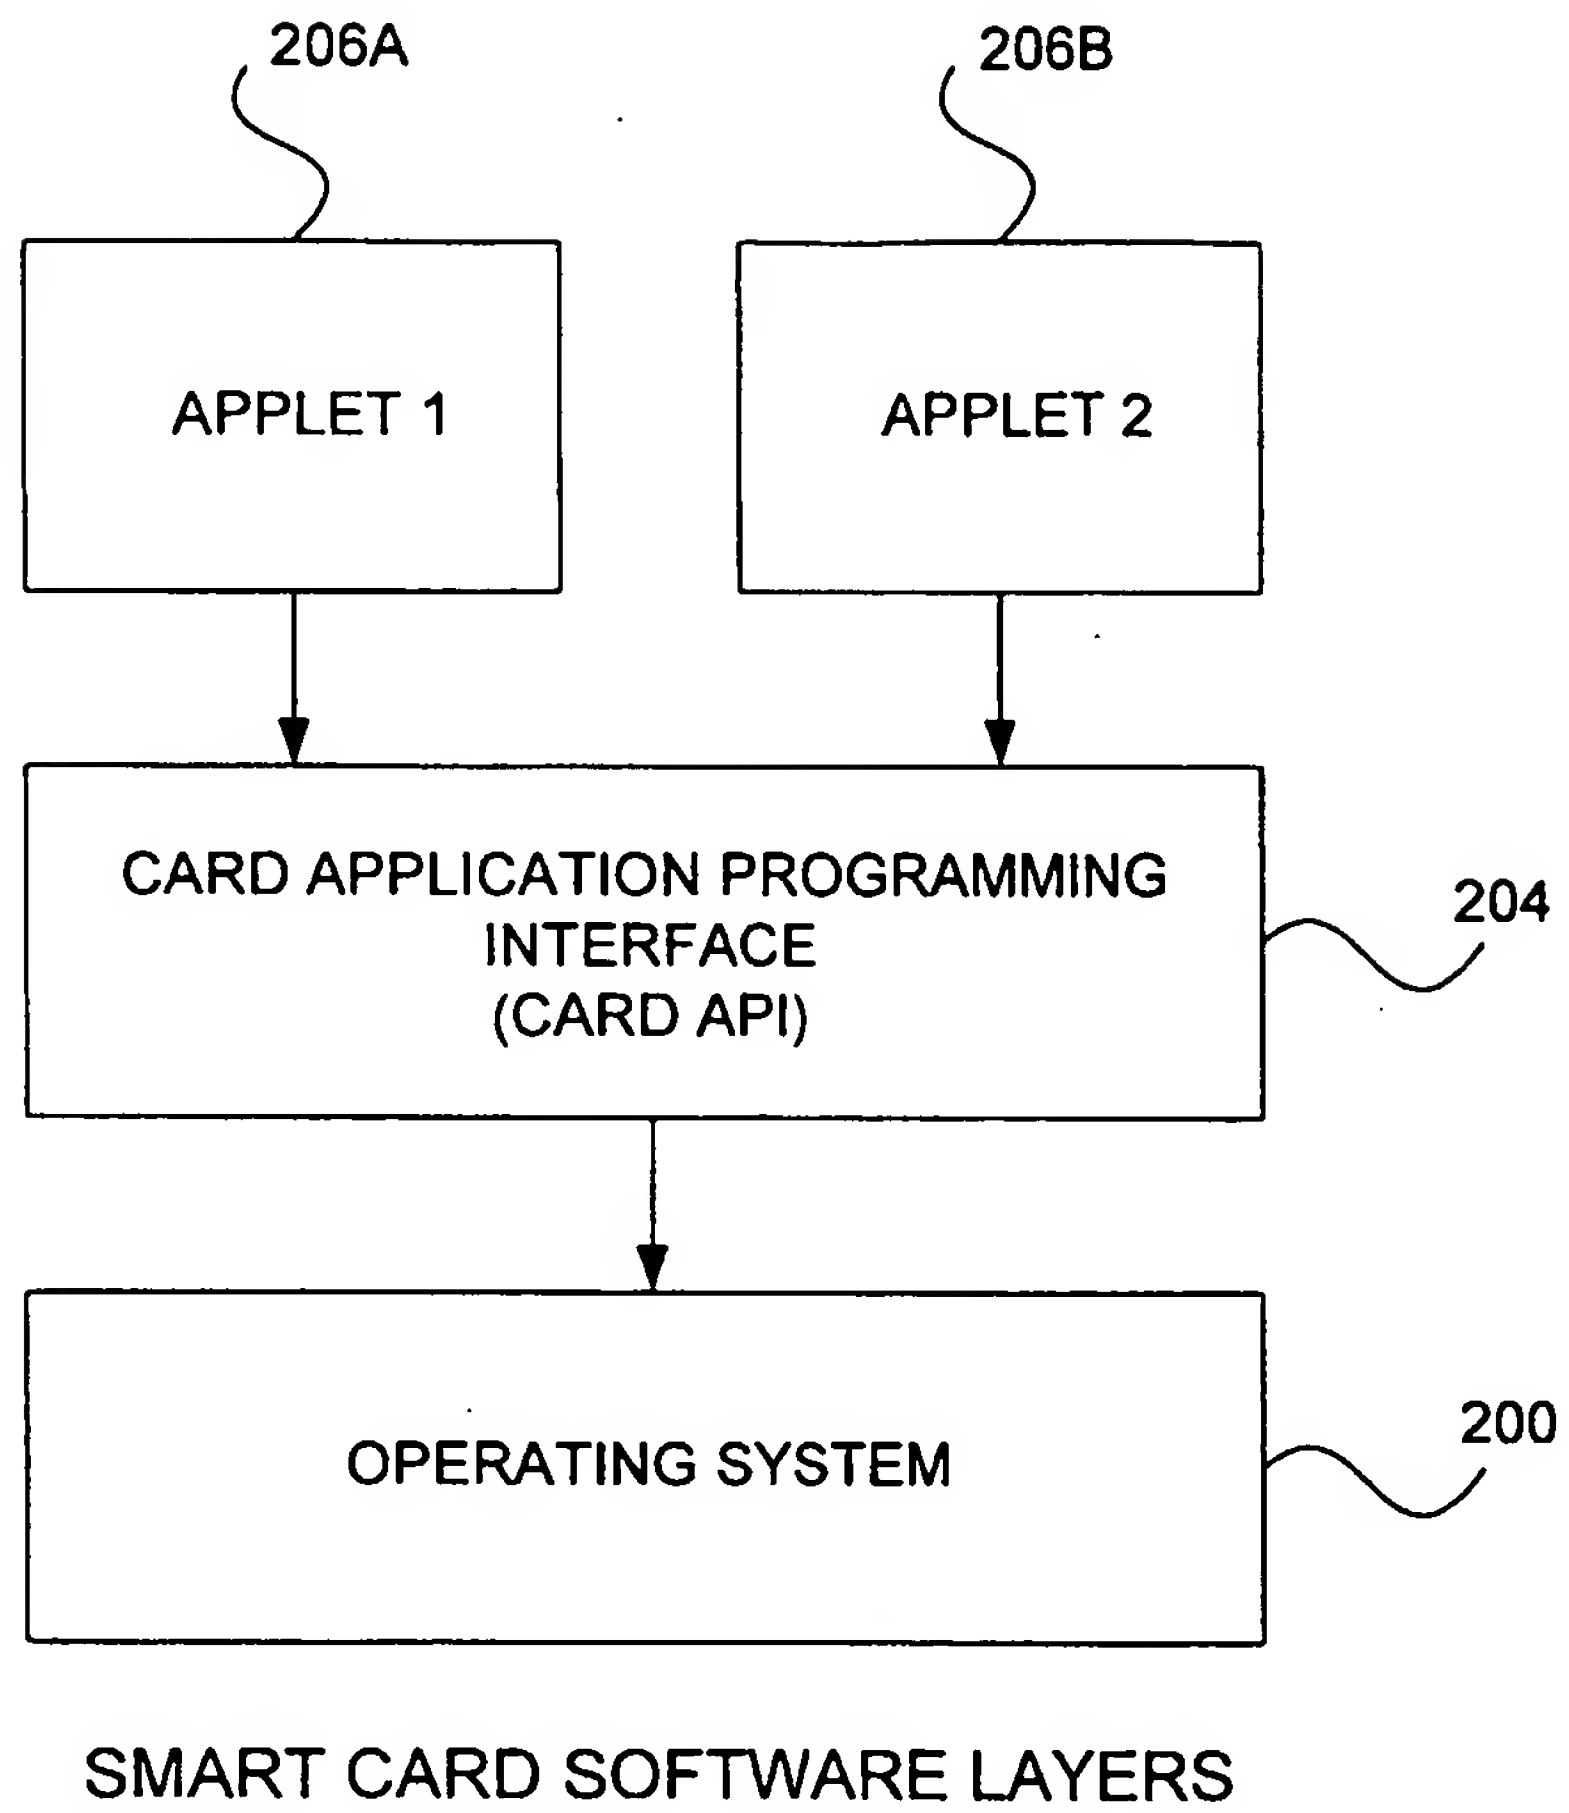 206A
206B
APPLET 1
APPLET 2
CARD APPLICATION PROGRAMMING
INTERFACE
(CARD API)
204
OPERATING SYSTEM
200
SMART CARD SOFTWARE LAYERS